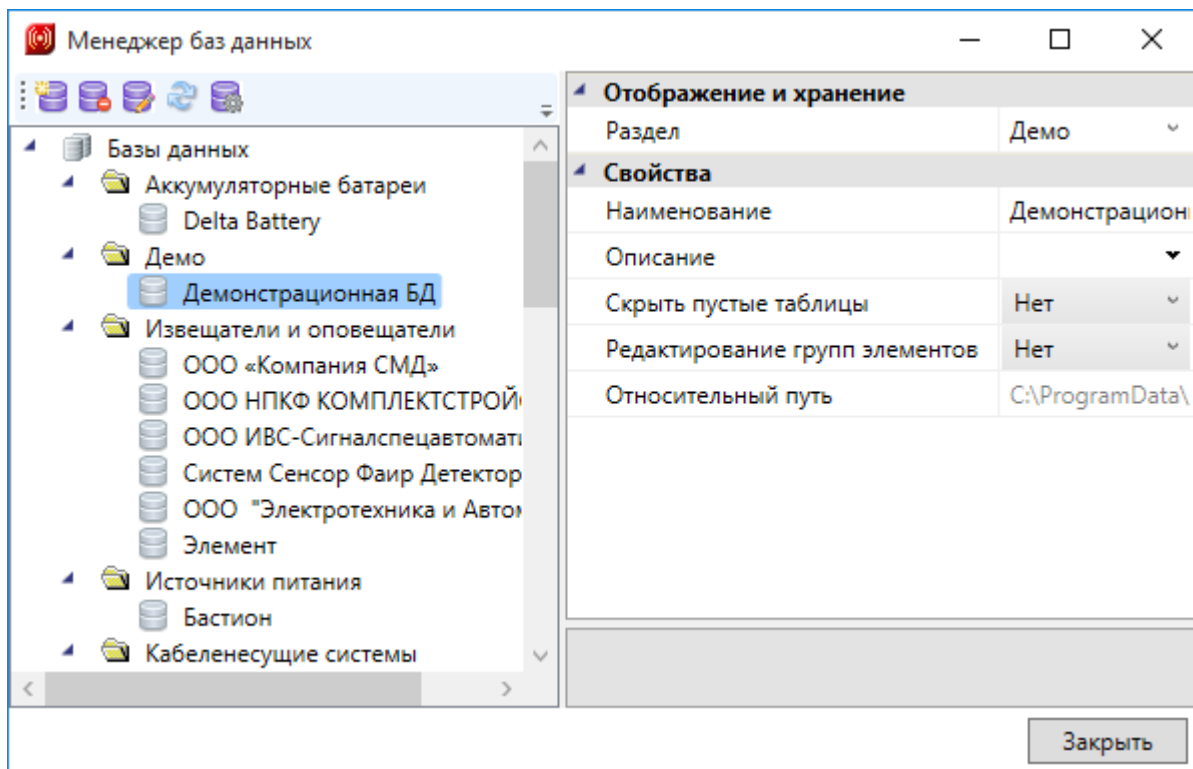 Менеджер баз данных
Базы данных
Аккумуляторные батареи
Delta Battery
Демо
Демонстрационная БД
Извещатели и оповещатели
ООО «Компания СМД»
ООО НПКФ КОМПЛЕКТСТРОЙ
ООО ИВС-Сигналспецавтомати
Систем Сенсор Фаир Детектор
ООО "Электротехника и Автом
Элемент
Источники питания
Бастион
Кабеленесущие системы
Отображение и хранение
Раздел Демо
Свойства
Наименование Демонстрацион
Описание
Скрыть пустые таблицы Нет
Редактирование групп элементов Нет
Относительный путь C:\ProgramData\
Закрыть